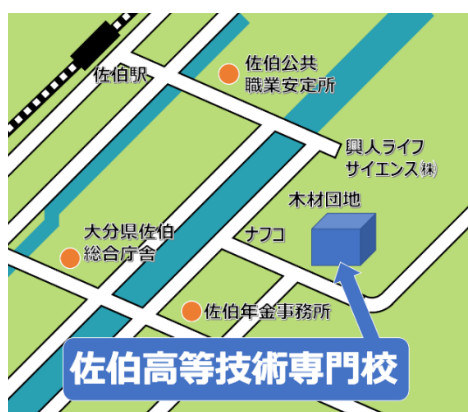 佐伯駅
佐伯公共
職業安定所
興人ライフ
サイエンス㈱
木材団地
ナフコ
大分県佐伯
総合庁舎
佐伯年金事務所
佐伯高等技術専門校